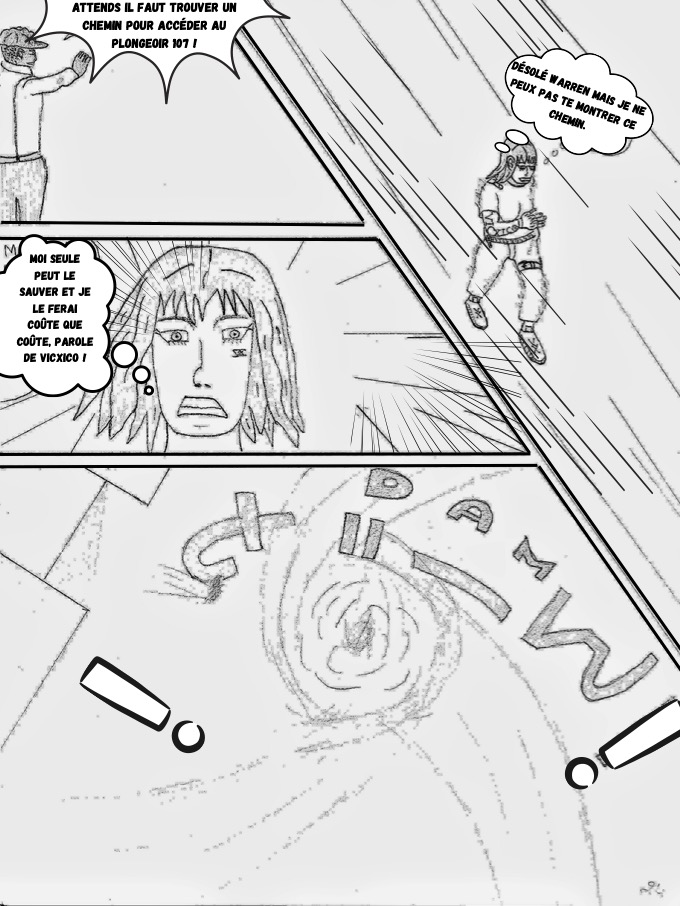 ATTENDS IL FAUT TROUVER UN
CHEMIN POUR ACCÉDER AU
PLONGEOIR 107 !
DÉSOLÉ WARREN MAIS JE NE
PEUX PAS TE MONTRER CE
CHEMIN.
MOI SEULE
PEUT LE
SAUVER ET JE
LE FERAI
COÛTE QUE
COÛTE, PAROLE
DE VICXICO !
BAM
!
!